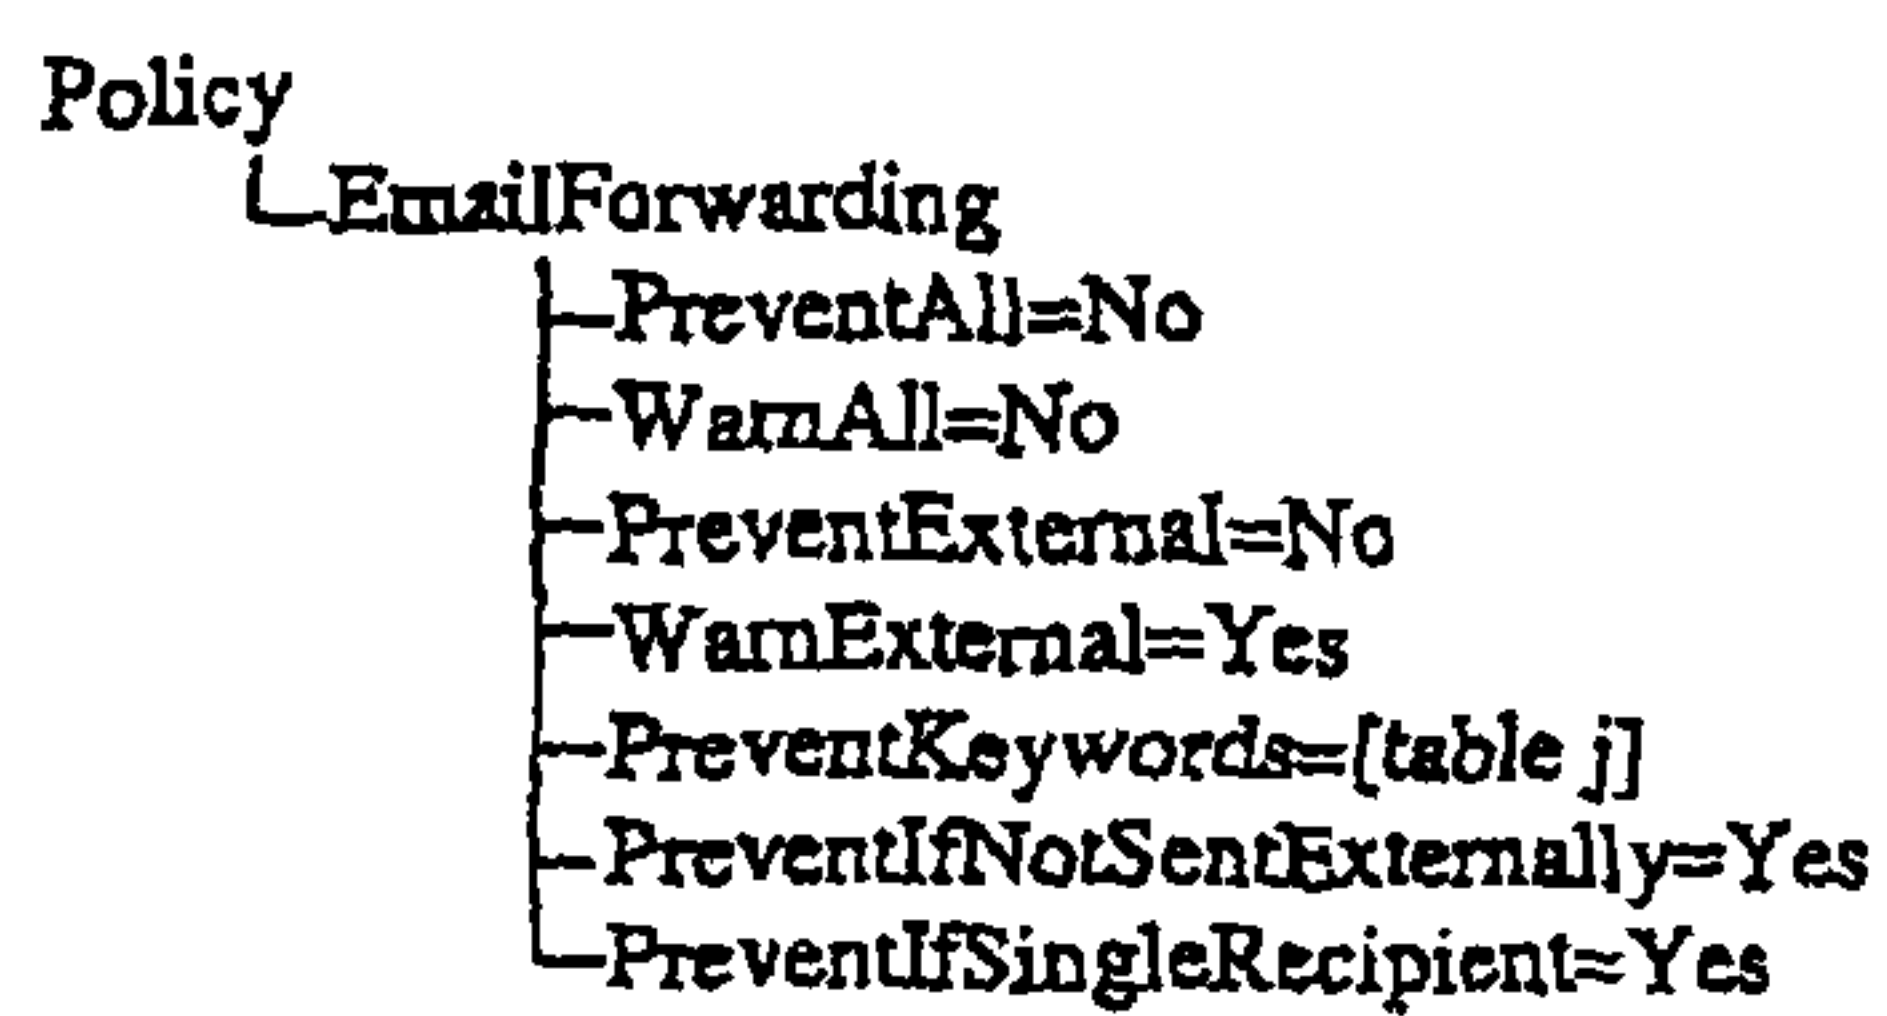 Policy
EmailForwarding
PreventAll=No
WarnAll=No
PreventExternal=No
WarnExternal=Yes
PreventKeywords=[table j]
PreventIfNotSentExternally=Yes
PreventIfSingleRecipient=Yes